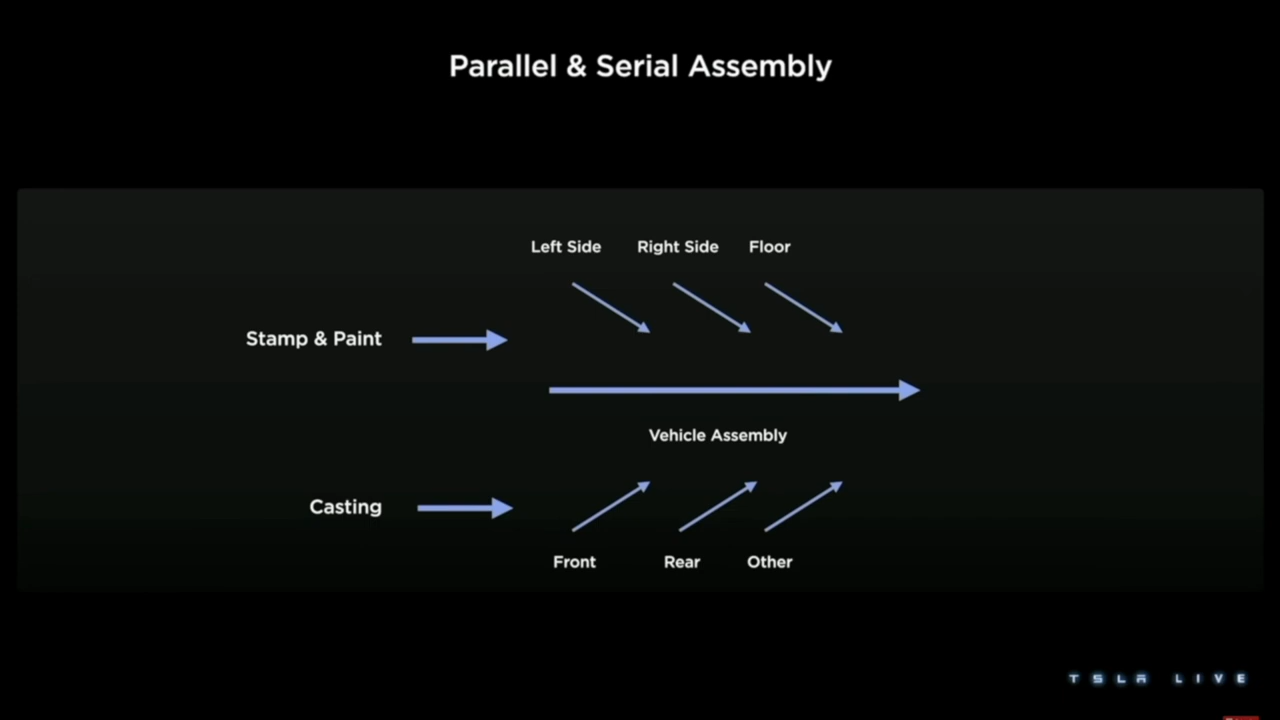 Parallel & Serial Assembly
Left Side Right Side Floor
Stamp & Paint
Vehicle Assembly
Casting
Front Rear Other
TSLA LIVE